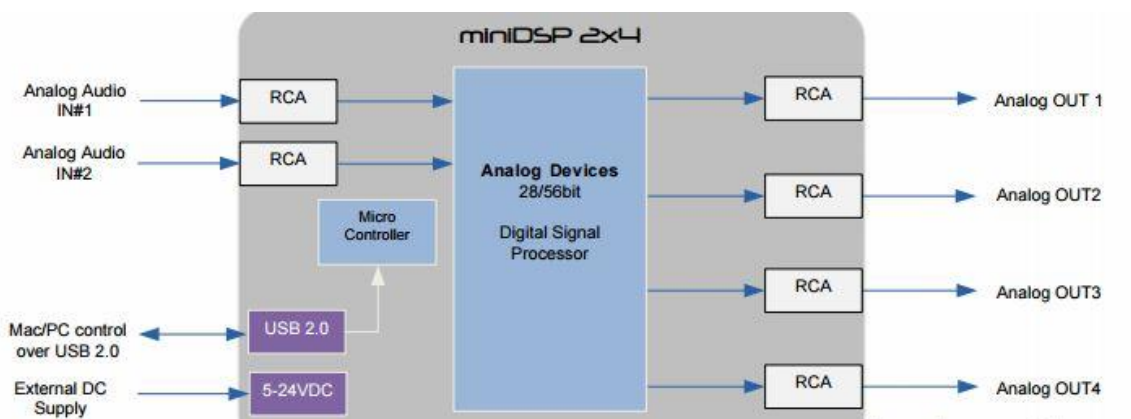 miniDSP 2x4
Analog Audio
IN#1
RCA
RCA
Analog OUT 1
Analog Audio
IN#2
RCA
Analog Devices
28/56bit
Digital Signal
Processor
RCA
Analog OUT2
Micro
Controller
RCA
Analog OUT3
Mac/PC control
over USB 2.0
USB 2.0
External DC
Supply
5-24VDC
RCA
Analog OUT4